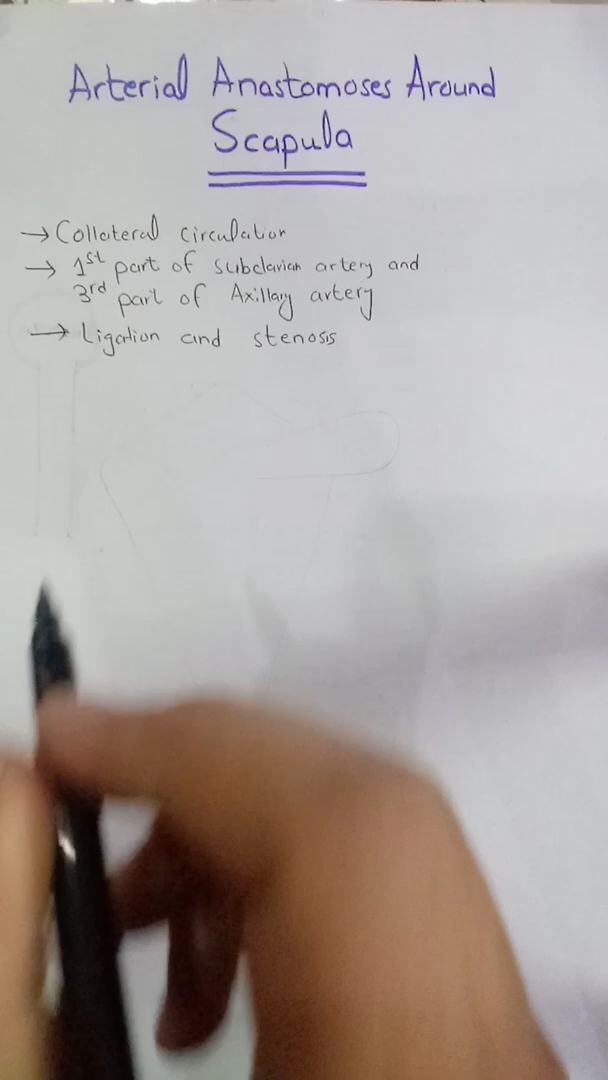 Arterial Anastomoses Around
Scapula
→ Collateral circulation
→ 1st part of subclavian artery and
3rd part of Axillary artery
→ Ligation and stenosis